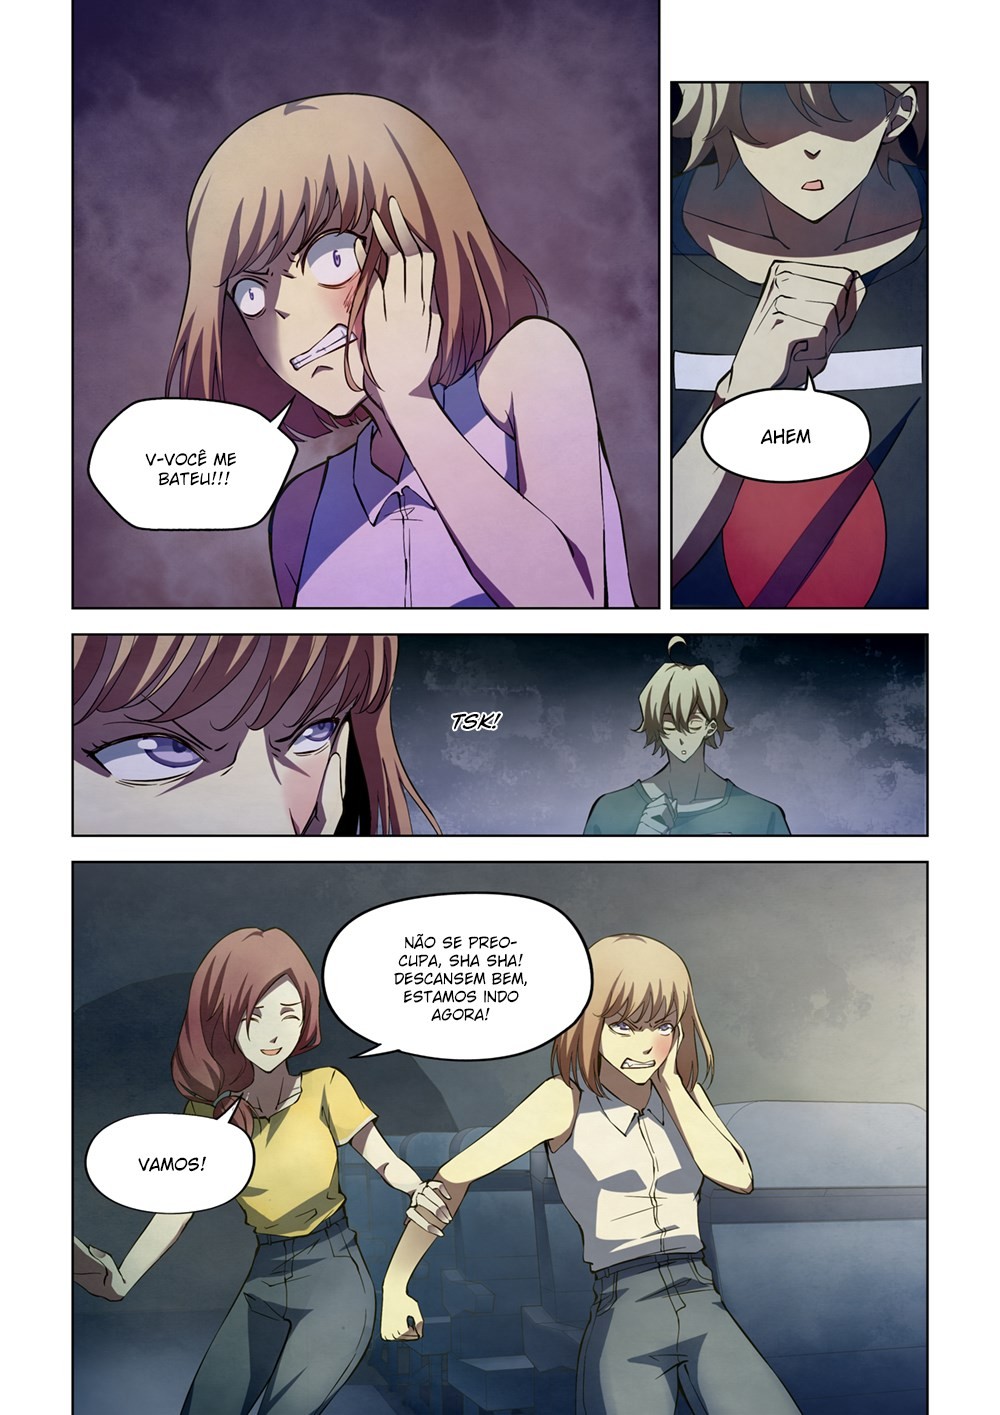 V-VOCÊ ME
BATEU!!!
AHEM
TSK!
NÃO SE PREO-
CUPA, SHA SHA!
DESCANSEM BEM,
ESTAMOS INDO
AGORA!
VAMOS!